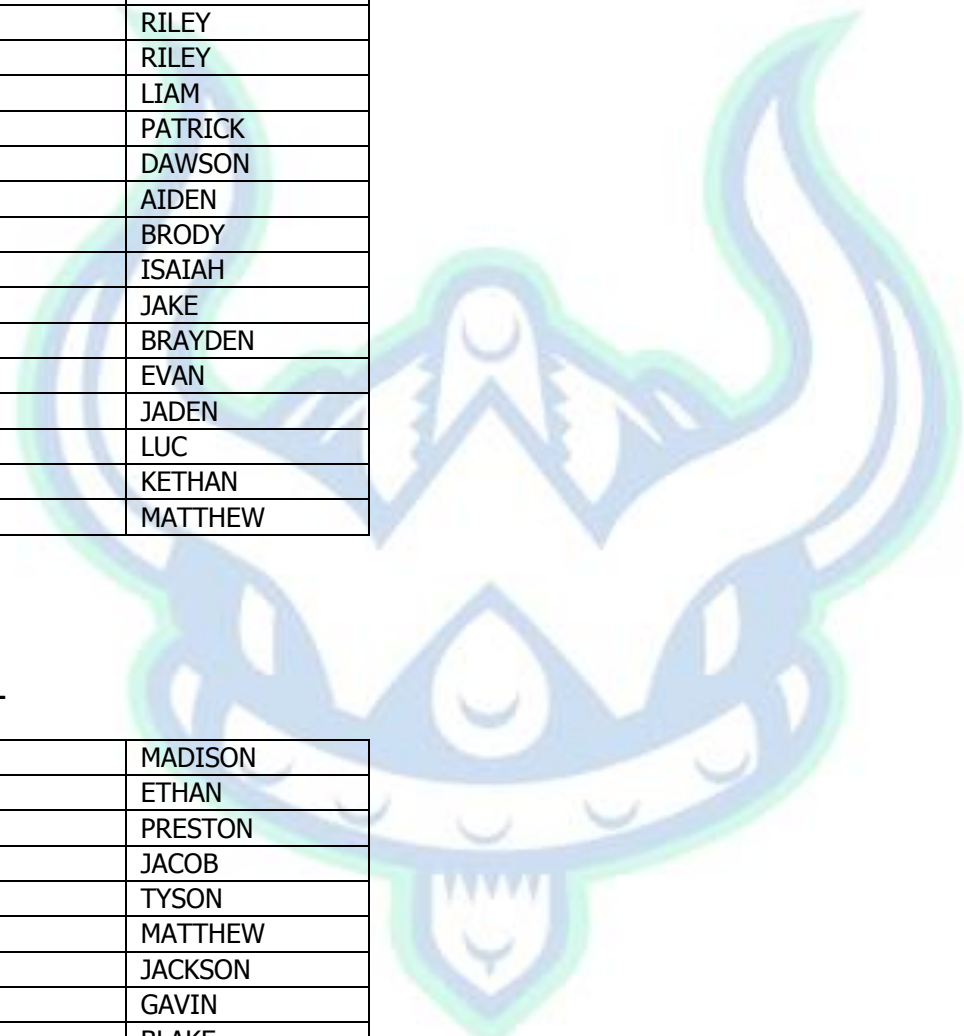 RILEY
RILEY
LIAM
PATRICK
DAWSON
AIDEN
BRODY
ISAIAH
JAKE
BRAYDEN
EVAN
JADEN
LUC
KETHAN
MATTHEW
MADISON
ETHAN
PRESTON
JACOB
TYSON
MATTHEW
JACKSON
GAVIN
BLAKE